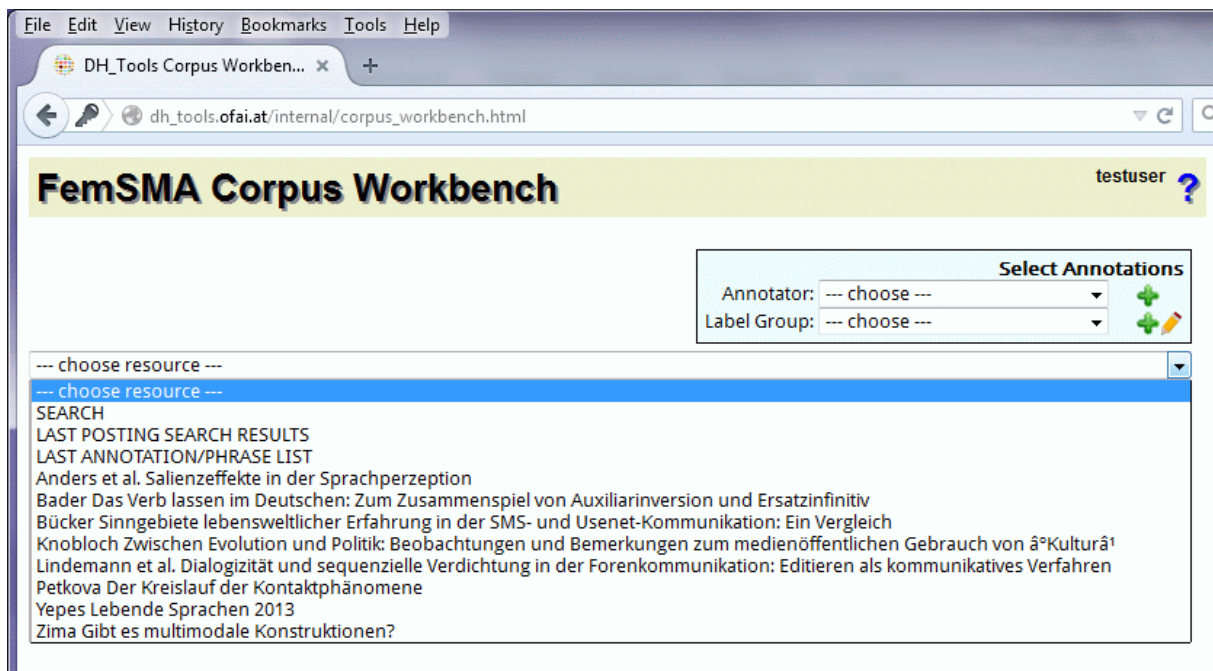 File Edit View History Bookmarks Tools Help
DH_Tools Corpus Workben... ×
dh_tools.ofai.at/internal/corpus_workbench.html
FemSMA Corpus Workbench
testuser ?
Select Annotations
Annotator: --- choose ---
Label Group: --- choose ---
--- choose resource ---
--- choose resource ---
SEARCH
LAST POSTING SEARCH RESULTS
LAST ANNOTATION/PHRASE LIST
Anders et al. Salienzeffekte in der Sprachperzeption
Bader Das Verb lassen im Deutschen: Zum Zusammenspiel von Auxiliarinversion und Ersatzinfinitiv
Bücker Sinngebiete lebensweltlicher Erfahrung in der SMS- und Usenet-Kommunikation: Ein Vergleich
Knobloch Zwischen Evolution und Politik: Beobachtungen und Bemerkungen zum medienöffentlichen Gebrauch von âºKulturâ¹
Lindemann et al. Dialogizität und sequenzielle Verdichtung in der Forenkommunikation: Editieren als kommunikatives Verfahren
Petkova Der Kreislauf der Kontaktphänomene
Yepes Lebende Sprachen 2013
Zima Gibt es multimodale Konstruktionen?